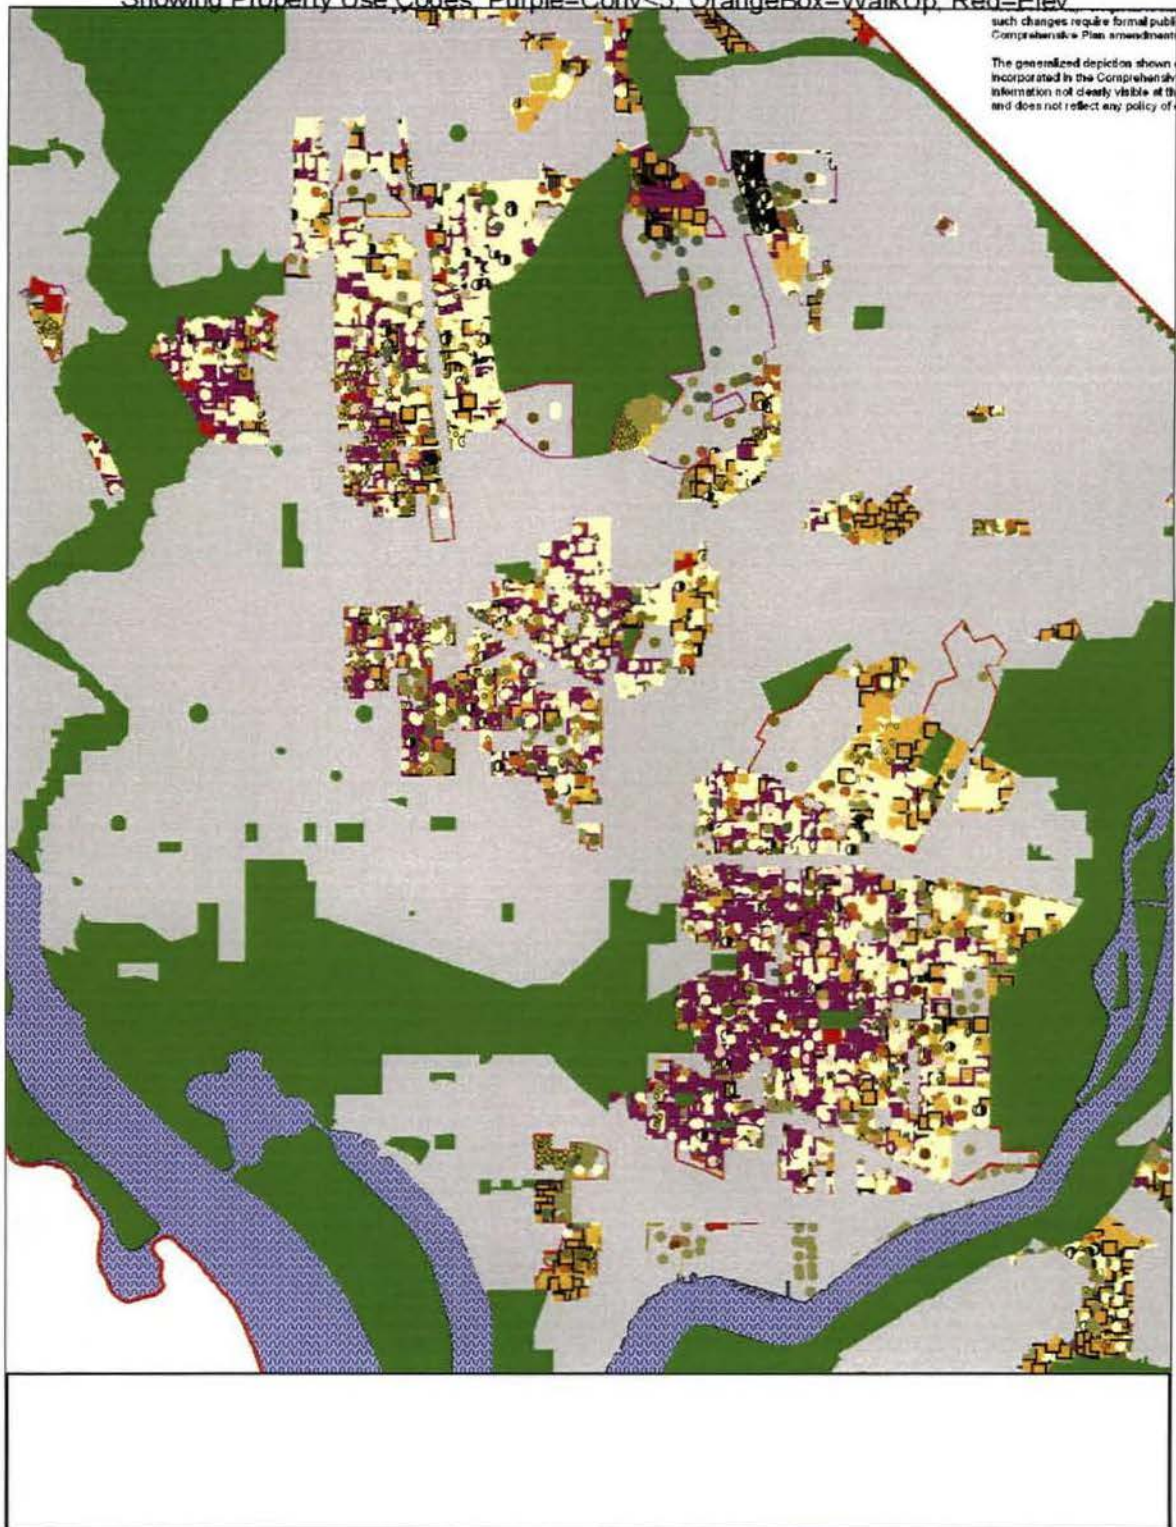 Showing Property Use Codes, Purple=Conv<5, OrangeBox=WalkUp, Red=Elev
such changes require formal publi
Comprehensive Plan amendments
The generalized depiction shown
incorporated in the Comprehensiv
information not clearly visible at th
and does not reflect any policy of